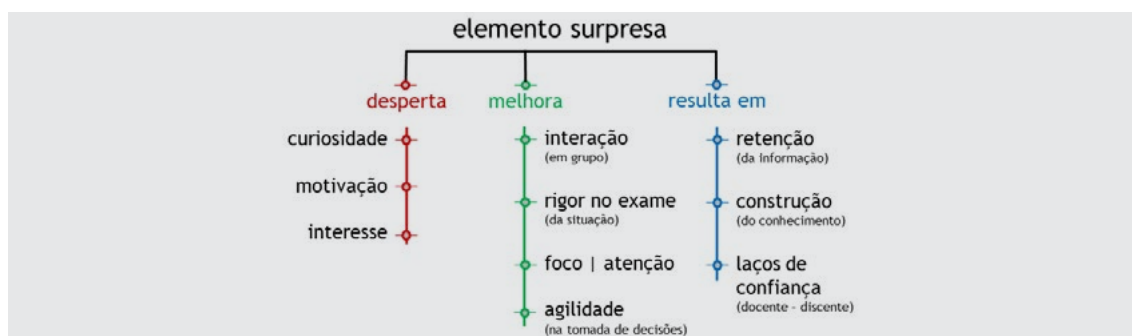 elemento surpresa
desperta
curiosidade
motivação
interesse
melhora
interação
(em grupo)
rigor no exame
(da situação)
foco | atenção
agilidade
(na tomada de decisões)
resulta em
retenção
(da informação)
construção
(do conhecimento)
laços de
confiança
(docente - discente)